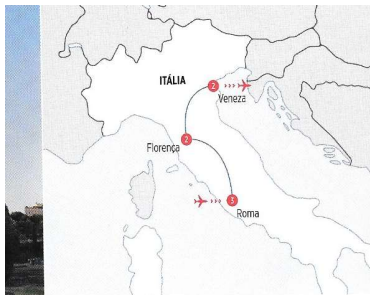 ITÁLIA
2
Veneza
Florença
2
3
Roma